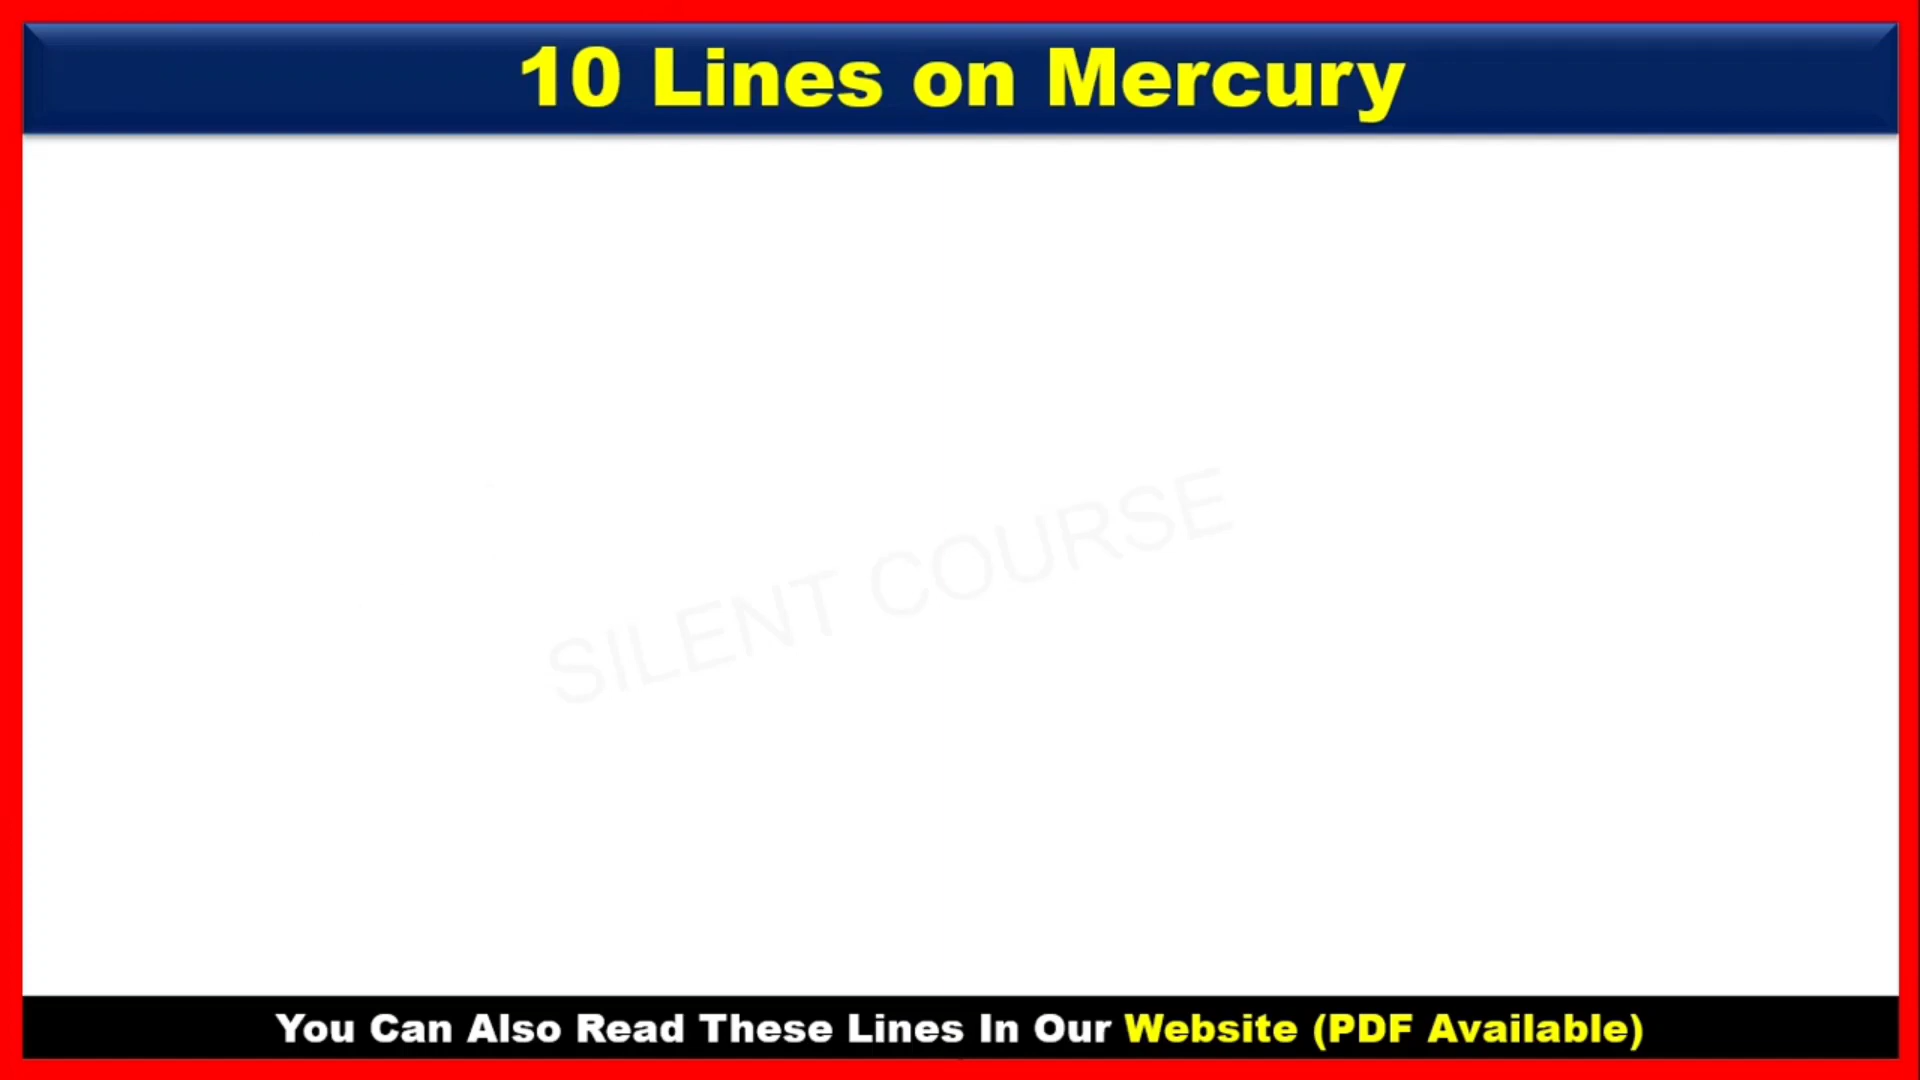 10 Lines on Mercury
SILENT COURSE
You Can Also Read These Lines In Our Website (PDF Available)